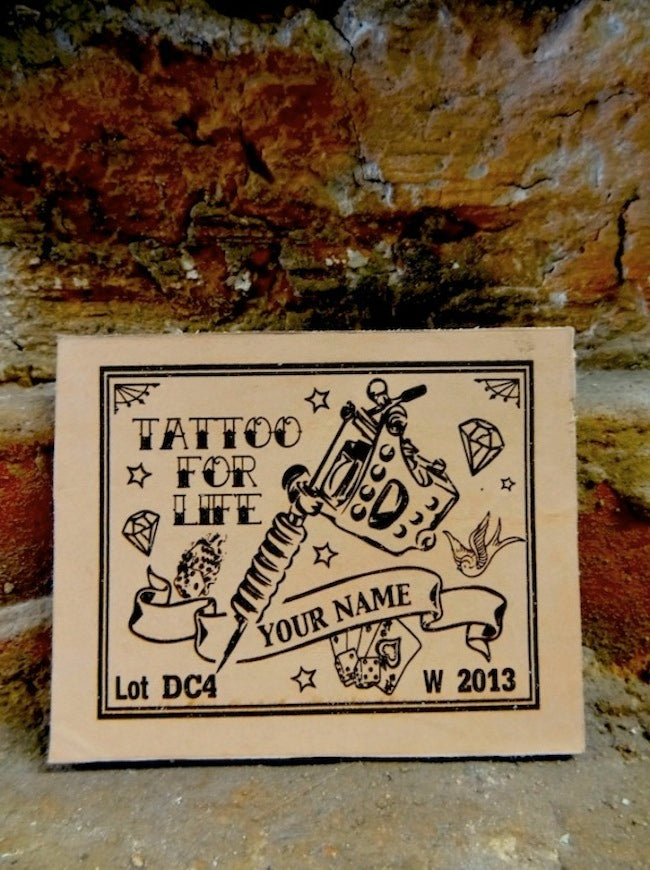 TATTOO
FOR
LIFE
YOUR NAME
Lot DC4
W 2013